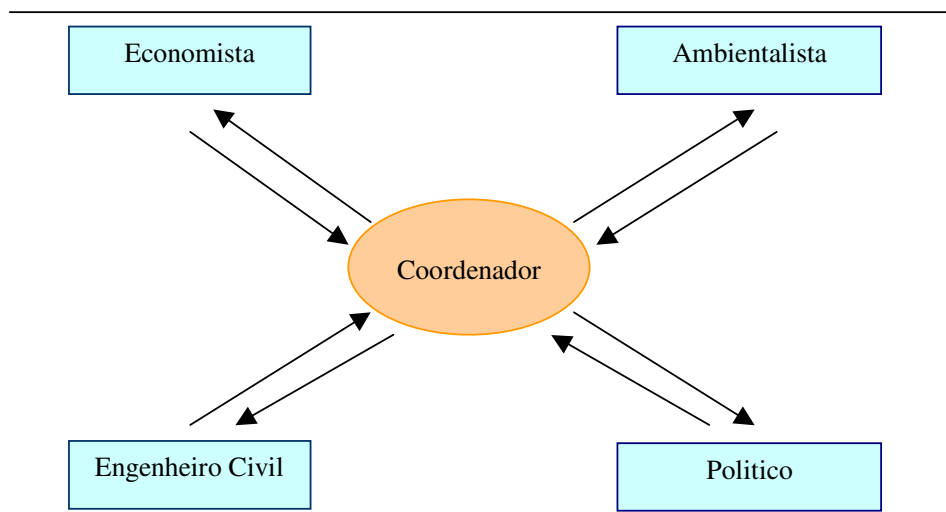 Economista
Ambientalista
Coordenador
Engenheiro Civil
Politico